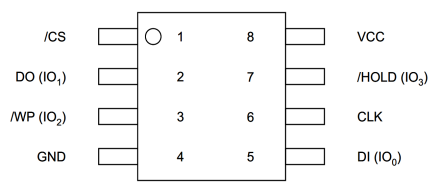 /CS 1 8 VCC
DO (IO₁) 2 7 /HOLD (IO₃)
/WP (IO₂) 3 6 CLK
GND 4 5 DI (IO₀)